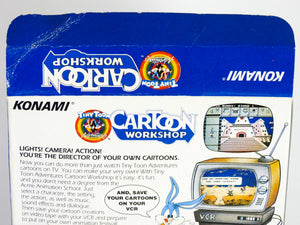 TINY TOON
CARTOON
WORKSHOP
KONAMI
KONAMI
TINY TOON
CARTOON
WORKSHOP
LIGHTS! CAMERA! ACTION!
YOU'RE THE DIRECTOR OF YOUR OWN CARTOONS.
Now you can do more than just watch Tiny Toon Adventures
cartoons on TV. You can make your very own! With Tiny
Toon Adventures Cartoon Workshop it's easy, it's fun
and you don't need a degree from the
Acme Animation School. Just select
the character, the setting, the
action, as well as music,
sound effects and dialogue.
Then save your cartoon creations
on video tape with your VCR and prepare
to put on your own animation festival
AND, SAVE
YOUR CARTOONS
ON YOUR
VCR
VCR